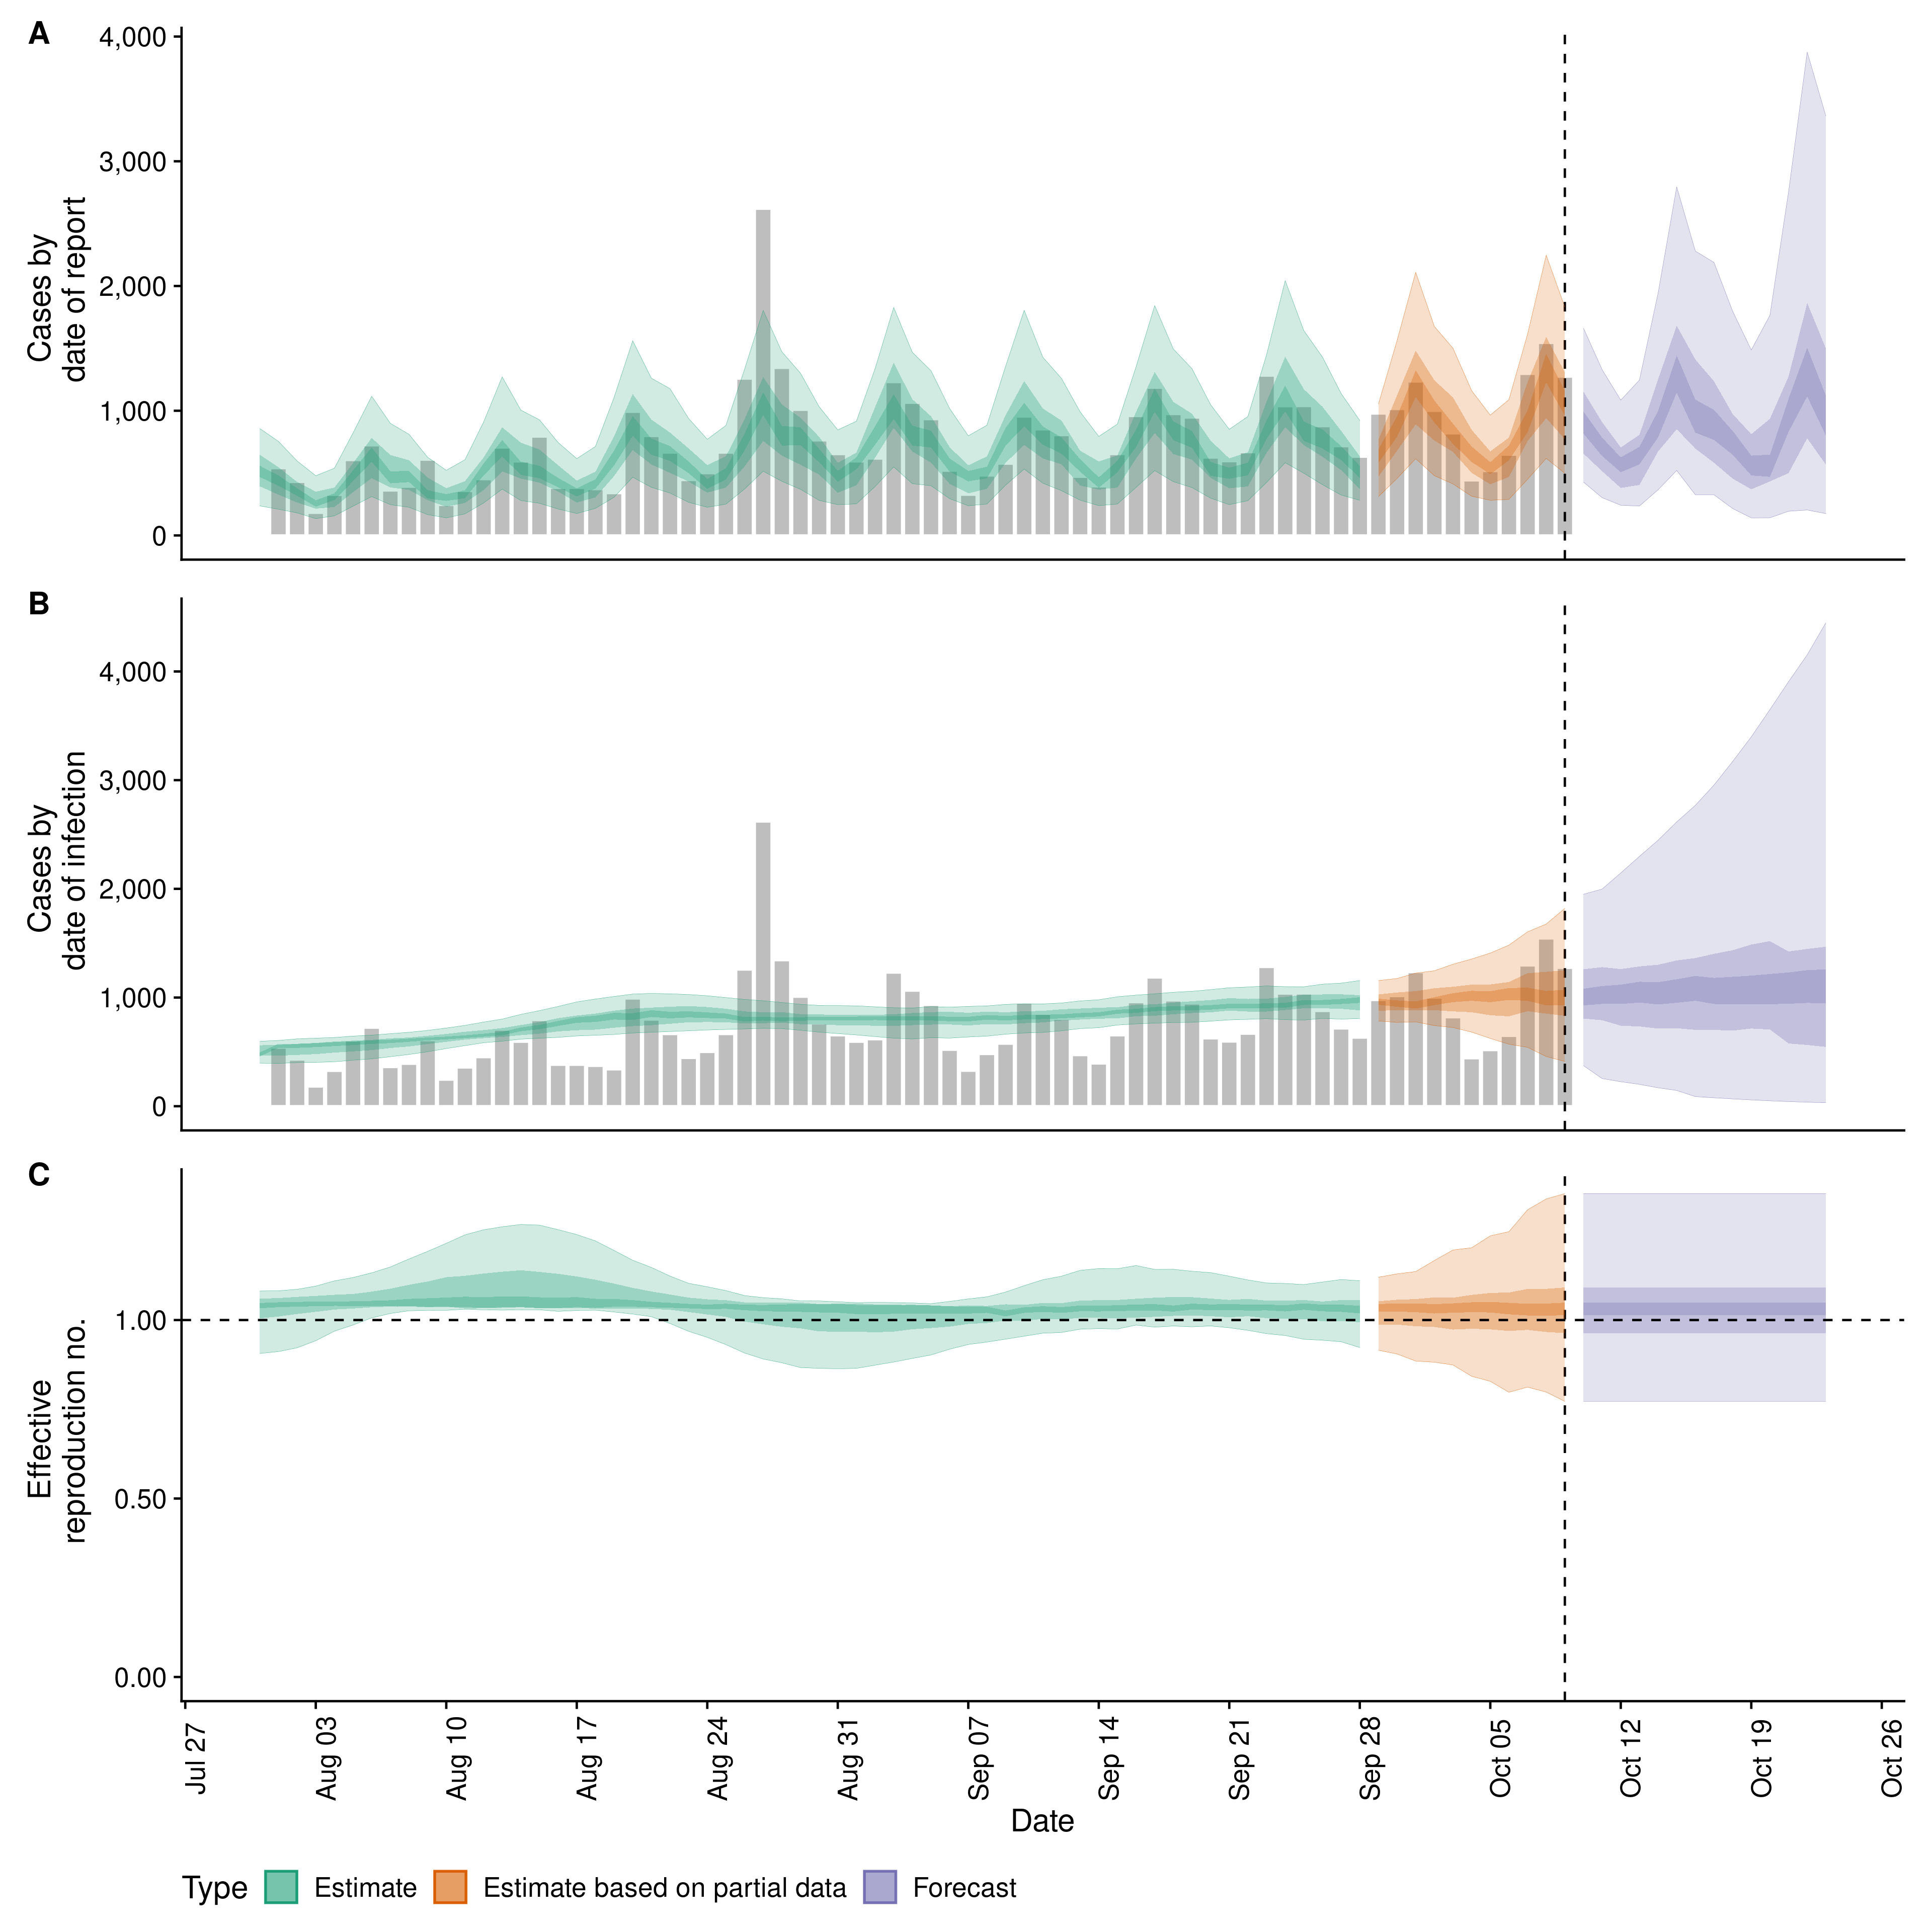 A
4,000
3,000
2,000
1,000
0
Cases by
date of report
B
4,000
3,000
2,000
1,000
0
Cases by
date of infection
C
1.00
0.50
0.00
Effective
reproduction no.
Jul 27
Aug 03
Aug 10
Aug 17
Aug 24
Aug 31
Sep 07
Sep 14
Sep 21
Sep 28
Oct 05
Oct 12
Oct 19
Oct 26
Date
Type Estimate Estimate based on partial data Forecast